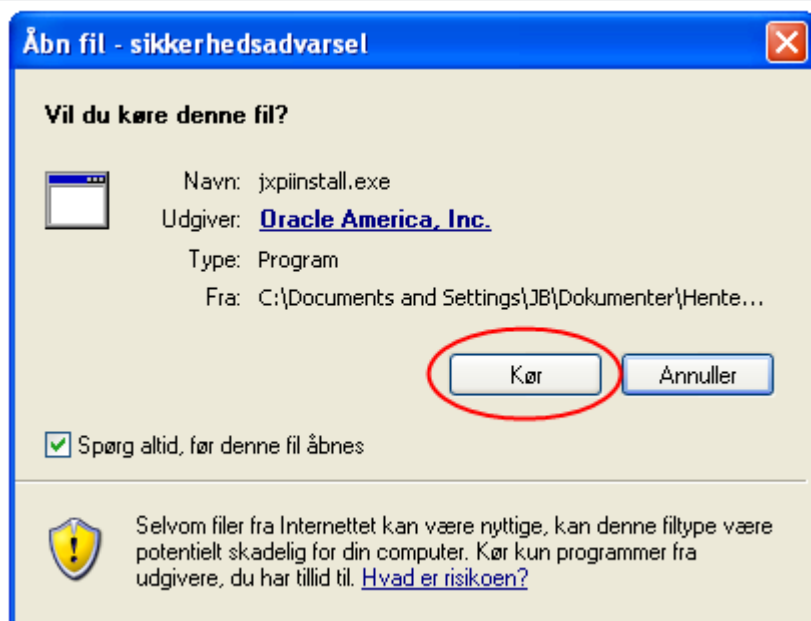 Åbn fil - sikkerhedsadvarsel
Vil du køre denne fil?
Navn: jxpiinstall.exe
Udgiver: Oracle America, Inc.
Type: Program
Fra: C:\Documents and Settings\JB\Dokumenter\Hente...
Kør Annuller
Spørg altid, før denne fil åbnes
Selvom filer fra Internettet kan være nyttige, kan denne filtype være
potentielt skadelig for din computer. Kør kun programmer fra
udgivere, du har tillid til. Hvad er risikoen?